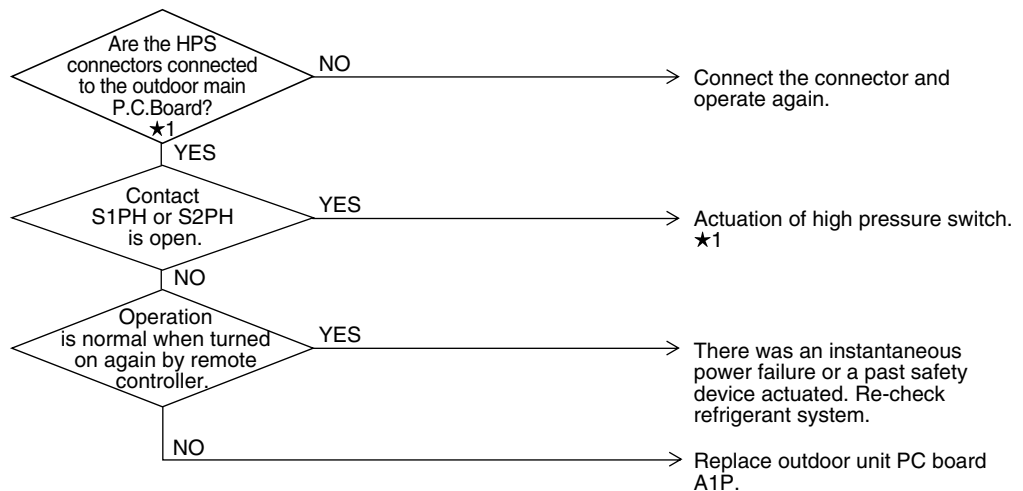 Are the HPS
connectors connected
to the outdoor main
P.C.Board?
★1
NO
Connect the connector and
operate again.
YES
Contact
S1PH or S2PH
is open.
YES
Actuation of high pressure switch.
★1
NO
Operation
is normal when turned
on again by remote
controller.
YES
There was an instantaneous
power failure or a past safety
device actuated. Re-check
refrigerant system.
NO
Replace outdoor unit PC board
A1P.